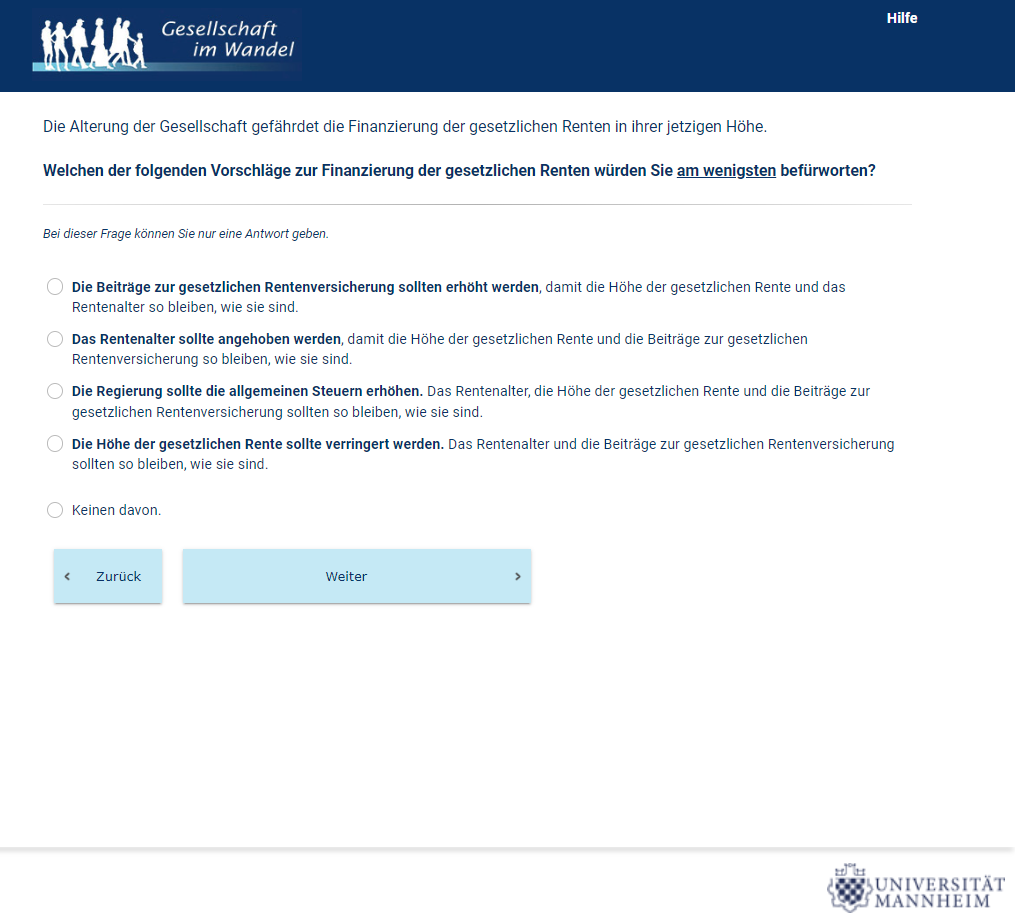 Gesellschaft
im Wandel
Hilfe
Die Alterung der Gesellschaft gefährdet die Finanzierung der gesetzlichen Renten in ihrer jetzigen Höhe.
Welchen der folgenden Vorschläge zur Finanzierung der gesetzlichen Renten würden Sie am wenigsten befürworten?
Bei dieser Frage können Sie nur eine Antwort geben.
Die Beiträge zur gesetzlichen Rentenversicherung sollten erhöht werden, damit die Höhe der gesetzlichen Rente und das
Rentenalter so bleiben, wie sie sind.
Das Rentenalter sollte angehoben werden, damit die Höhe der gesetzlichen Rente und die Beiträge zur gesetzlichen
Rentenversicherung so bleiben, wie sie sind.
Die Regierung sollte die allgemeinen Steuern erhöhen. Das Rentenalter, die Höhe der gesetzlichen Rente und die Beiträge zur
gesetzlichen Rentenversicherung sollten so bleiben, wie sie sind.
Die Höhe der gesetzlichen Rente sollte verringert werden. Das Rentenalter und die Beiträge zur gesetzlichen Rentenversicherung
sollten so bleiben, wie sie sind.
Keinen davon.
‹ Zurück
Weiter ›
UNIVERSITÄT
MANNHEIM